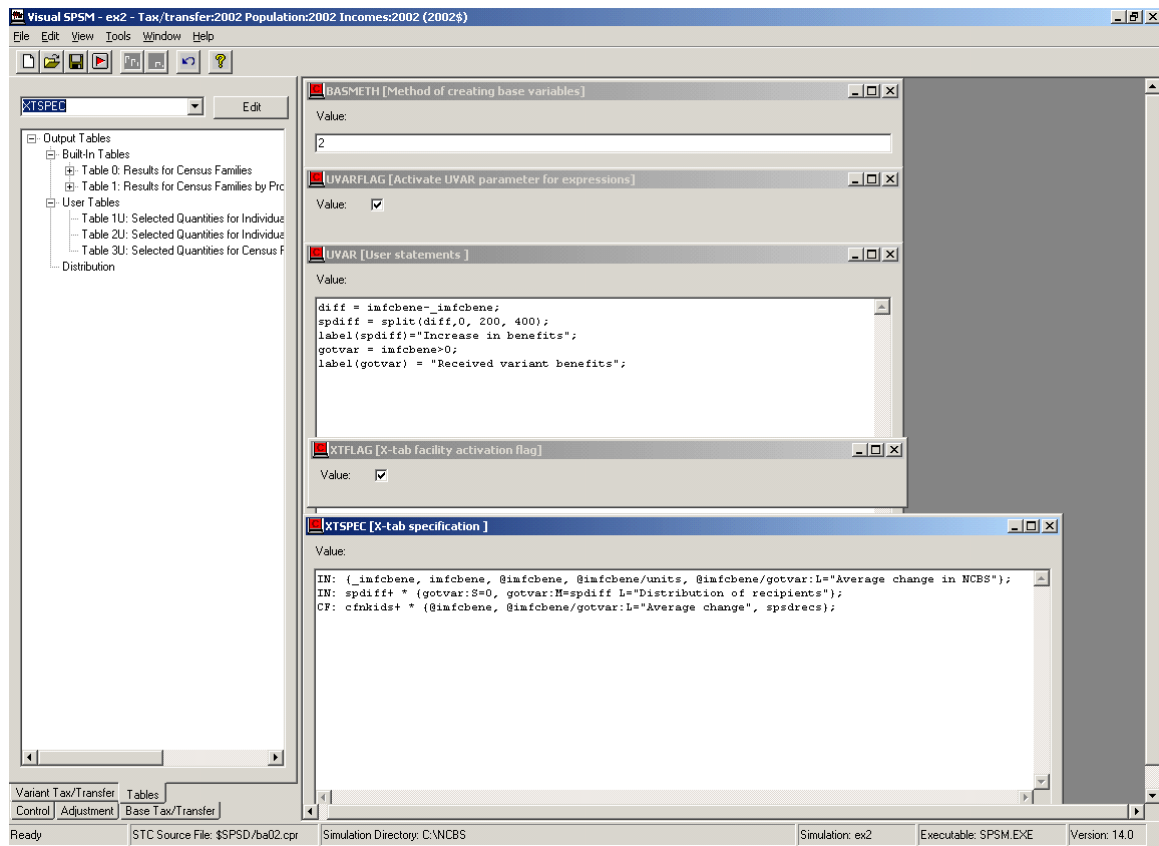 Visual SPSM - ex2 - Tax/transfer:2002 Population:2002 Incomes:2002 (2002$)
File Edit View Tools Window Help
XTSPEC
Edit
Output Tables
Built-In Tables
Table 0: Results for Census Families
Table 1: Results for Census Families by Pro
User Tables
Table 1U: Selected Quantities for Individua
Table 2U: Selected Quantities for Individua
Table 3U: Selected Quantities for Census F
Distribution
BASMETH [Method of creating base variables]
Value:
2
UVARFLAG [Activate UVAR parameter for expressions]
Value:
UVAR [User statements ]
Value:
diff = imfcbene-_imfcbene;
spdiff = split(diff,0, 200, 400);
label(spdiff)="Increase in benefits";
gotvar = imfcbene>0;
label(gotvar) = "Received variant benefits";
XTFLAG [X-tab facility activation flag]
Value:
XTSPEC [X-tab specification ]
Value:
IN: {_imfcbene, imfcbene, @imfcbene, @imfcbene/units, @imfcbene/gotvar:L="Average change in NCBS"};
IN: spdiff+ * {gotvar:S=0, gotvar:M=spdiff L="Distribution of recipients"};
CF: cfnkids+ * {@imfcbene, @imfcbene/gotvar:L="Average change", spsdrecs};
Variant Tax/Transfer Tables
Control Adjustment Base Tax/Transfer
Ready STC Source File: $SPSD/ba02.cpr Simulation Directory: C:\NCBS Simulation: ex2 Executable: SPSM.EXE Version: 14.0